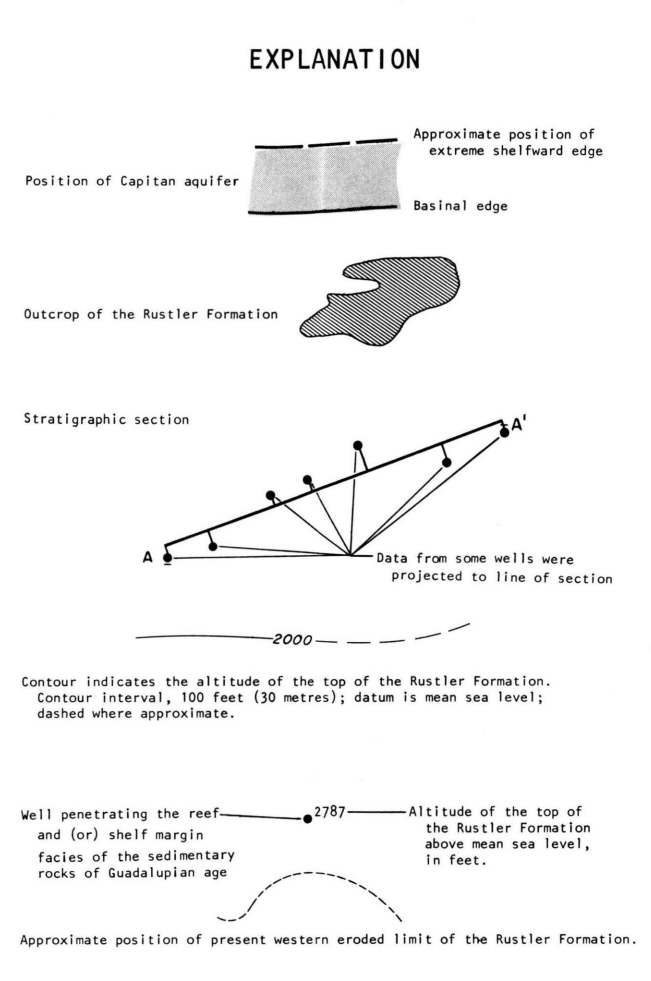 EXPLANATION
Approximate position of
extreme shelfward edge
Position of Capitan aquifer
Basinal edge
Outcrop of the Rustler Formation
Stratigraphic section
A'
A
Data from some wells were
projected to line of section
2000
Contour indicates the altitude of the top of the Rustler Formation.
Contour interval, 100 feet (30 metres); datum is mean sea level;
dashed where approximate.
Well penetrating the reef
and (or) shelf margin
facies of the sedimentary
rocks of Guadalupian age
2787
Altitude of the top of
the Rustler Formation
above mean sea level,
in feet.
Approximate position of present western eroded limit of the Rustler Formation.